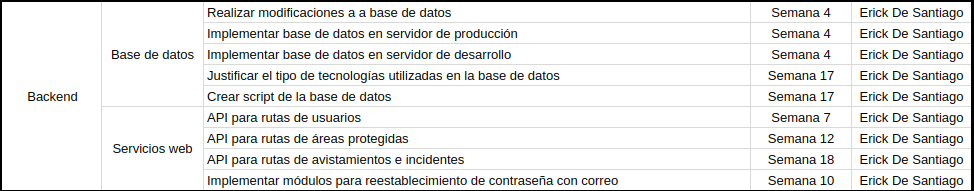 Backend
Base de datos
Realizar modificaciones a a base de datos Semana 4 Erick De Santiago
Implementar base de datos en servidor de producción Semana 4 Erick De Santiago
Implementar base de datos en servidor de desarrollo Semana 4 Erick De Santiago
Justificar el tipo de tecnologías utilizadas en la base de datos Semana 17 Erick De Santiago
Crear script de la base de datos Semana 17 Erick De Santiago
Servicios web
API para rutas de usuarios Semana 7 Erick De Santiago
API para rutas de áreas protegidas Semana 12 Erick De Santiago
API para rutas de avistamientos e incidentes Semana 18 Erick De Santiago
Implementar módulos para reestablecimiento de contraseña con correo Semana 10 Erick De Santiago